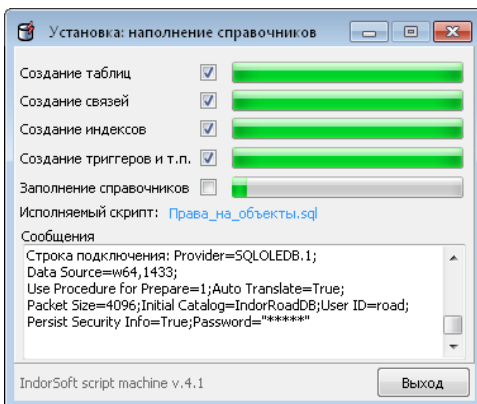 Установка: наполнение справочников
Создание таблиц
Создание связей
Создание индексов
Создание триггеров и т.п.
Заполнение справочников
Исполняемый скрипт: Права_на_объекты.sql
Сообщения
Строка подключения: Provider=SQLOLEDB.1;
Data Source=w64,1433;
Use Procedure for Prepare=1;Auto Translate=True;
Packet Size=4096;Initial Catalog=IndorRoadDB;User ID=road;
Persist Security Info=True;Password="*****"
IndorSoft script machine v.4.1
Выход